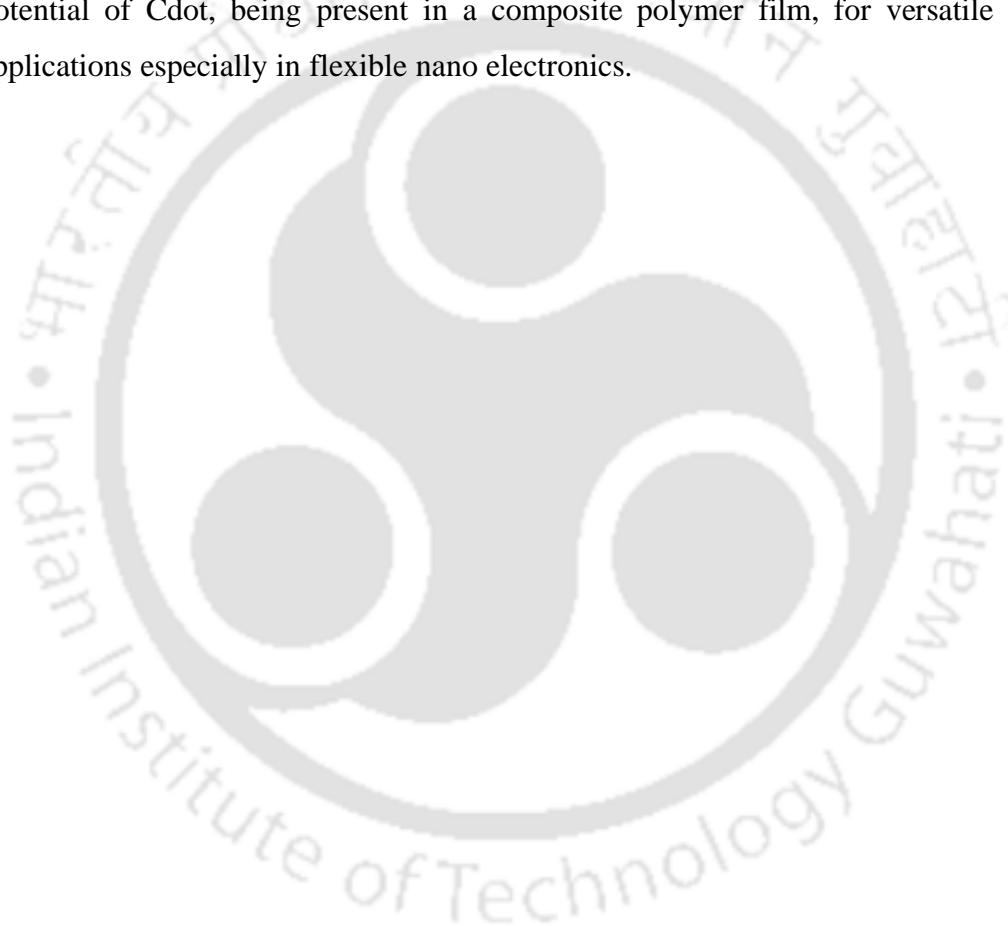 otential of Cdot, being present in a composite polymer film, for versatile
pplications especially in flexible nano electronics.
भारतीय प्रौ
न गुवाहाटी
• Indian Institute of Technology Guwahati •